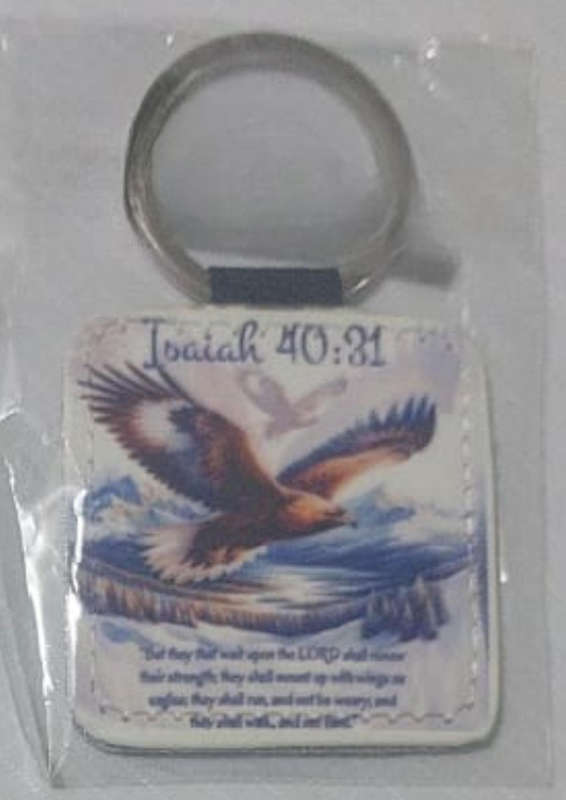 Isaiah 40:31
"But they that wait upon the LORD shall renew
their strength; they shall mount up with wings as
eagles; they shall run, and not be weary; and
they shall walk, and not faint."